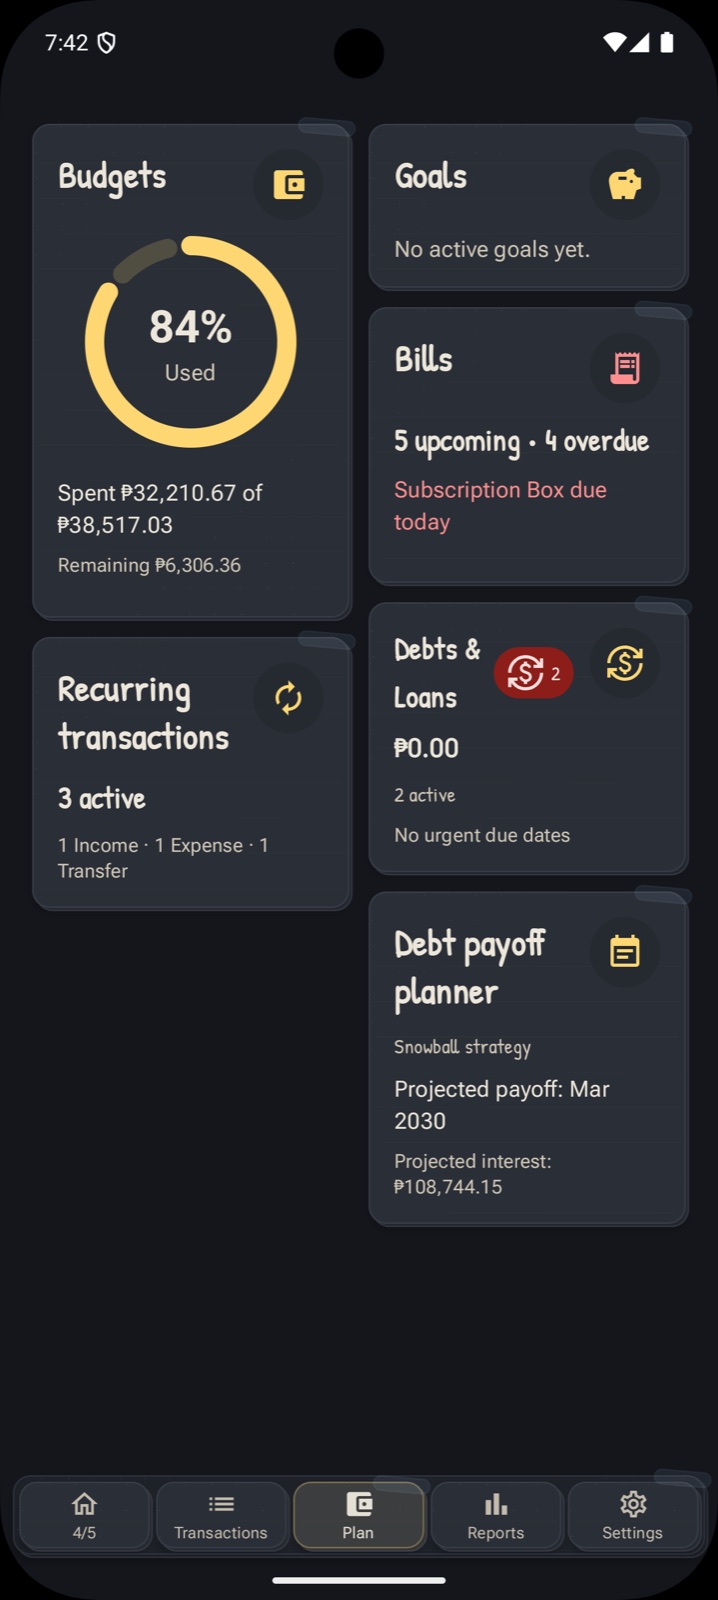 7:42
Budgets
84%
Used
Spent ₱32,210.67 of
₱38,517.03
Remaining ₱6,306.36
Recurring
transactions
3 active
1 Income · 1 Expense · 1
Transfer
Goals
No active goals yet.
Bills
5 upcoming • 4 overdue
Subscription Box due
today
Debts &
Loans
2
₱0.00
2 active
No urgent due dates
Debt payoff
planner
Snowball strategy
Projected payoff: Mar
2030
Projected interest:
₱108,744.15
4/5
Transactions
Plan
Reports
Settings